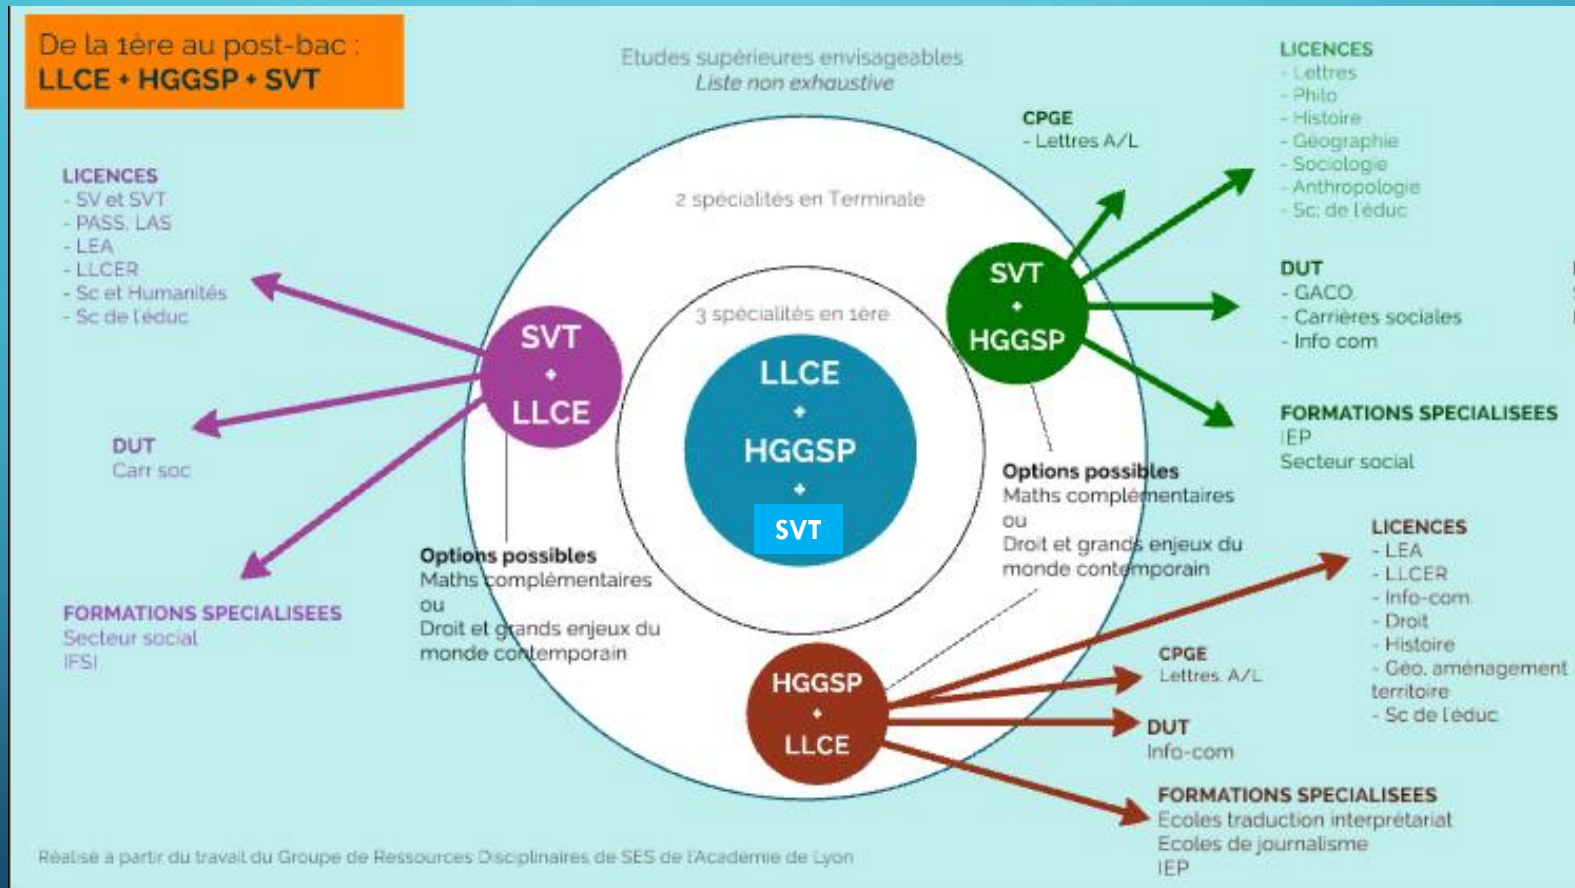 De la 1ère au post-bac :
LLCE + HGGSP + SVT
Etudes supérieures envisageables
Liste non exhaustive
2 spécialités en Terminale
3 spécialités en 1ère
LLCE
+
HGGSP
+
SVT
LICENCES
- SV et SVT
- PASS, LAS
- LEA
- LLCER
- Sc et Humanités
- Sc de l'éduc
SVT
+
LLCE
DUT
Carr soc
FORMATIONS SPECIALISEES
Secteur social
IFSI
Options possibles
Maths complémentaires
ou
Droit et grands enjeux du
monde contemporain
CPGE
- Lettres A/L
LICENCES
- Lettres
- Philo
- Histoire
- Géographie
- Sociologie
- Anthropologie
- Sc; de l'éduc
SVT
+
HGGSP
DUT
- GACO
- Carrières sociales
- Info com
FORMATIONS SPECIALISEES
IEP
Secteur social
Options possibles
Maths complémentaires
ou
Droit et grands enjeux du
monde contemporain
HGGSP
+
LLCE
LICENCES
- LEA
- LLCER
- Info-com.
- Droit
- Histoire
- Géo, aménagement
territoire
- Sc de l'éduc.
CPGE
Lettres, A/L
DUT
Info-com
FORMATIONS SPECIALISEES
Ecoles traduction interprétariat
Ecoles de journalisme
IEP
Réalisé à partir du travail du Groupe de Ressources Disciplinaires de SES de l'Académie de Lyon